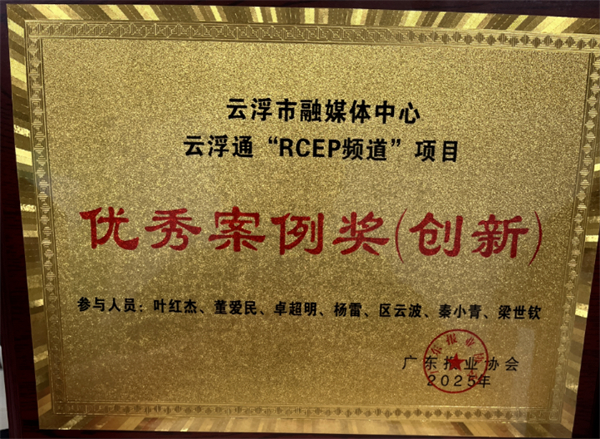 云浮市融媒体中心
云浮通“RCEP频道”项目
优秀案例奖(创新)
参与人员：叶红杰、董爱民、卓超明、杨雷、区云波、秦小青、梁世钦
广东报业协会
2025年